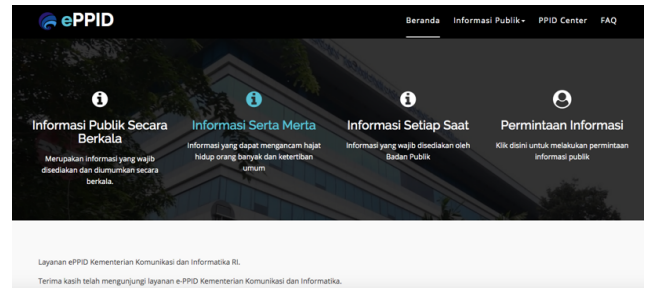 ePPID
Beranda Informasi Publik PPID Center FAQ
Informasi Publik Secara
Berkala
Merupakan informasi yang wajib
disediakan dan diumumkan secara
berkala.
Informasi Serta Merta
Informasi yang dapat mengancam hajat
hidup orang banyak dan ketertiban
umum
Informasi Setiap Saat
Informasi yang wajib disediakan oleh
Badan Publik
Permintaan Informasi
Klik disini untuk melakukan permintaan
informasi publik
Layanan ePPID Kementerian Komunikasi dan Informatika RI.
Terima kasih telah mengunjungi layanan e-PPID Kementerian Komunikasi dan Informatika.